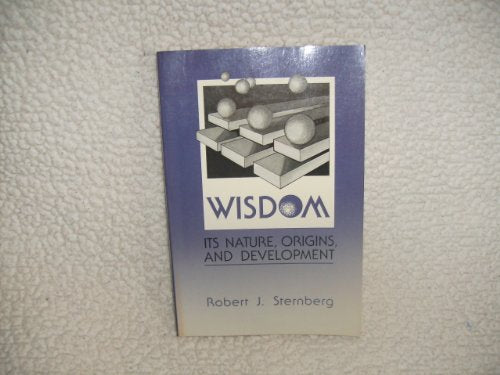 WISDOM
ITS NATURE, ORIGINS,
AND DEVELOPMENT
Robert J. Sternberg